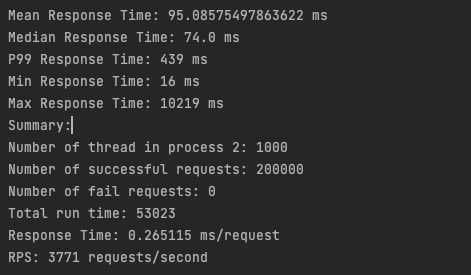 Mean Response Time: 95.08575497863622 ms
Median Response Time: 74.0 ms
P99 Response Time: 439 ms
Min Response Time: 16 ms
Max Response Time: 10219 ms
Summary:
Number of thread in process 2: 1000
Number of successful requests: 200000
Number of fail requests: 0
Total run time: 53023
Response Time: 0.265115 ms/request
RPS: 3771 requests/second